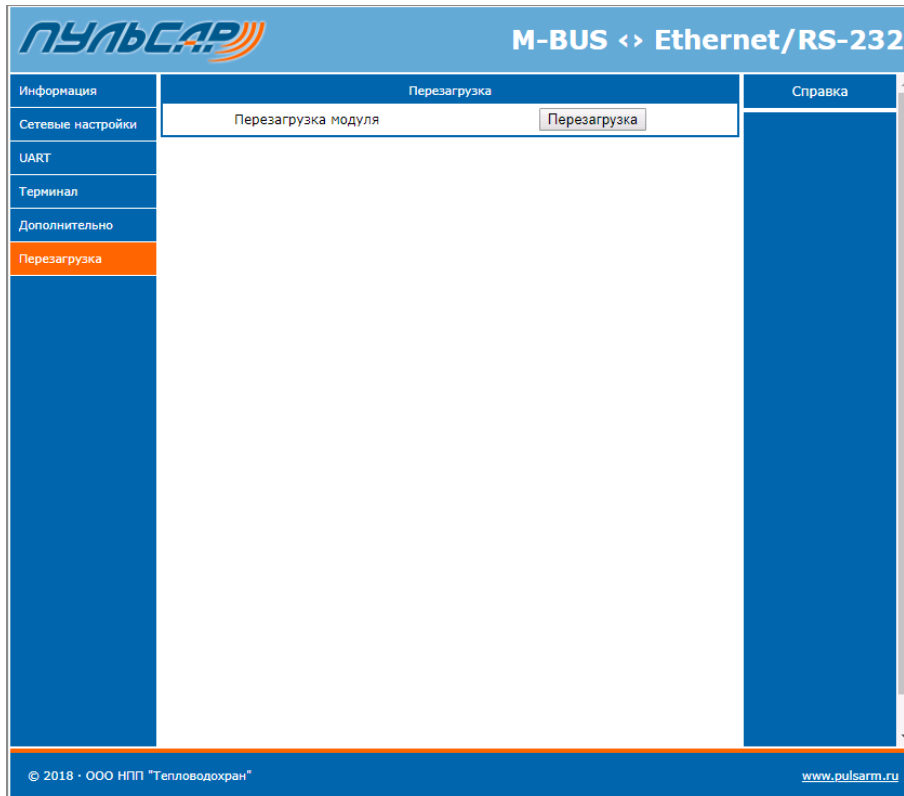 ПУЛЬСАР
M-BUS <> Ethernet/RS-232
Информация
Сетевые настройки
UART
Терминал
Дополнительно
Перезагрузка
Перезагрузка
Перезагрузка модуля
Перезагрузка
Справка
© 2018 · ООО НПП "Тепловодохран"
www.pulsarm.ru